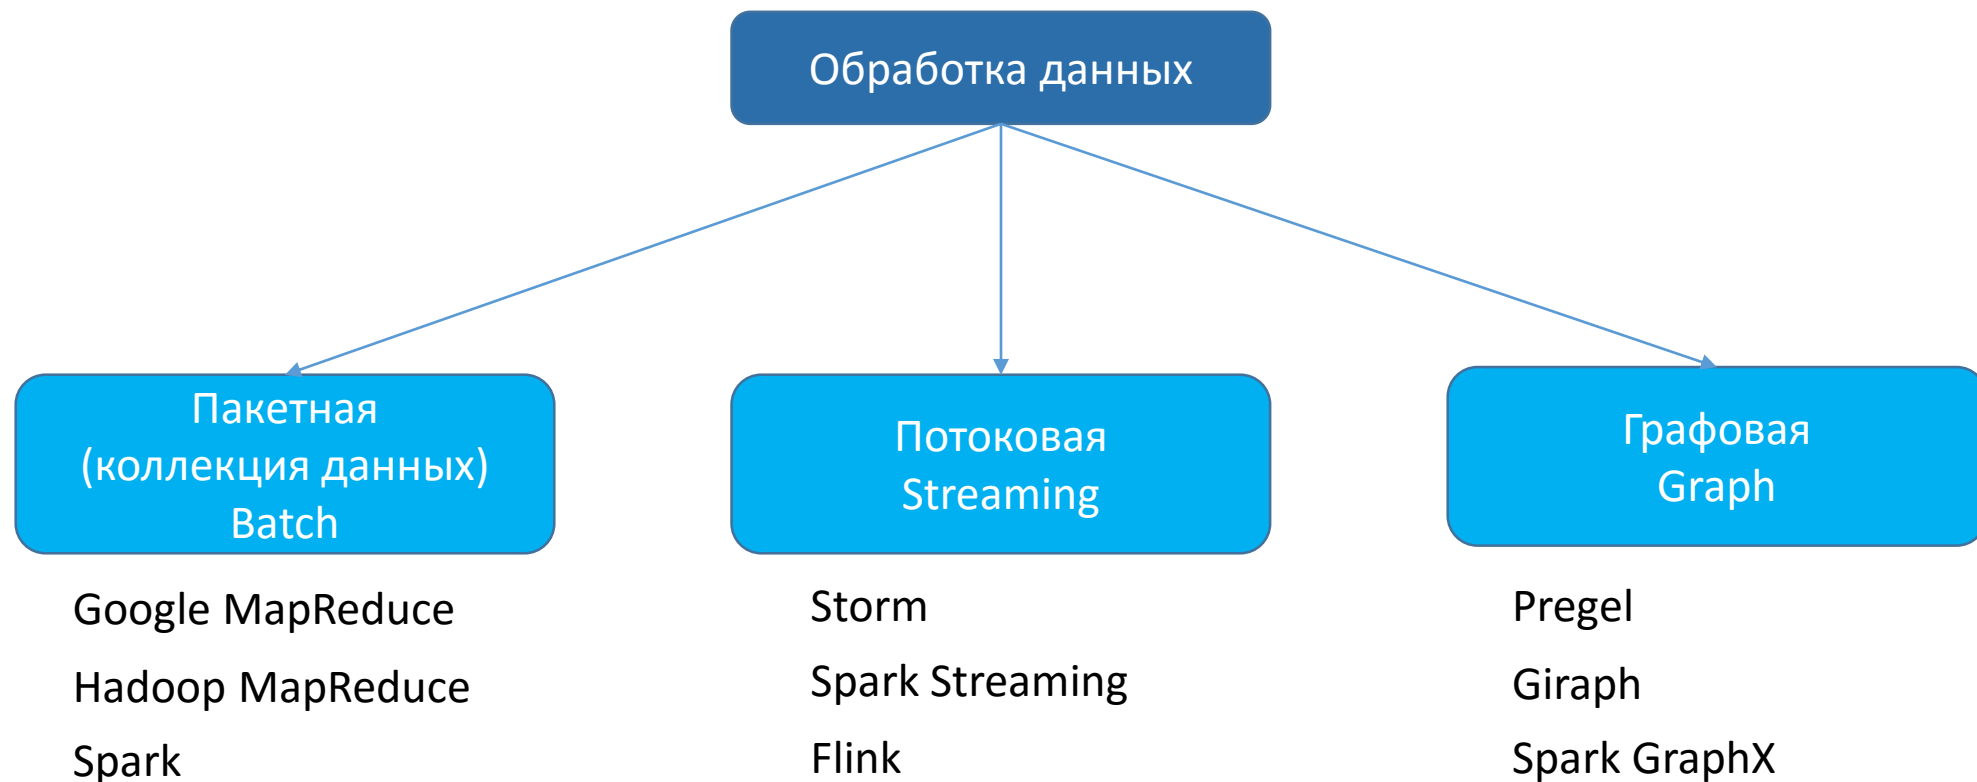 Обработка данных
Пакетная
(коллекция данных)
Batch
Потоковая
Streaming
Графовая
Graph
Google MapReduce
Hadoop MapReduce
Spark
Storm
Spark Streaming
Flink
Pregel
Giraph
Spark GraphX